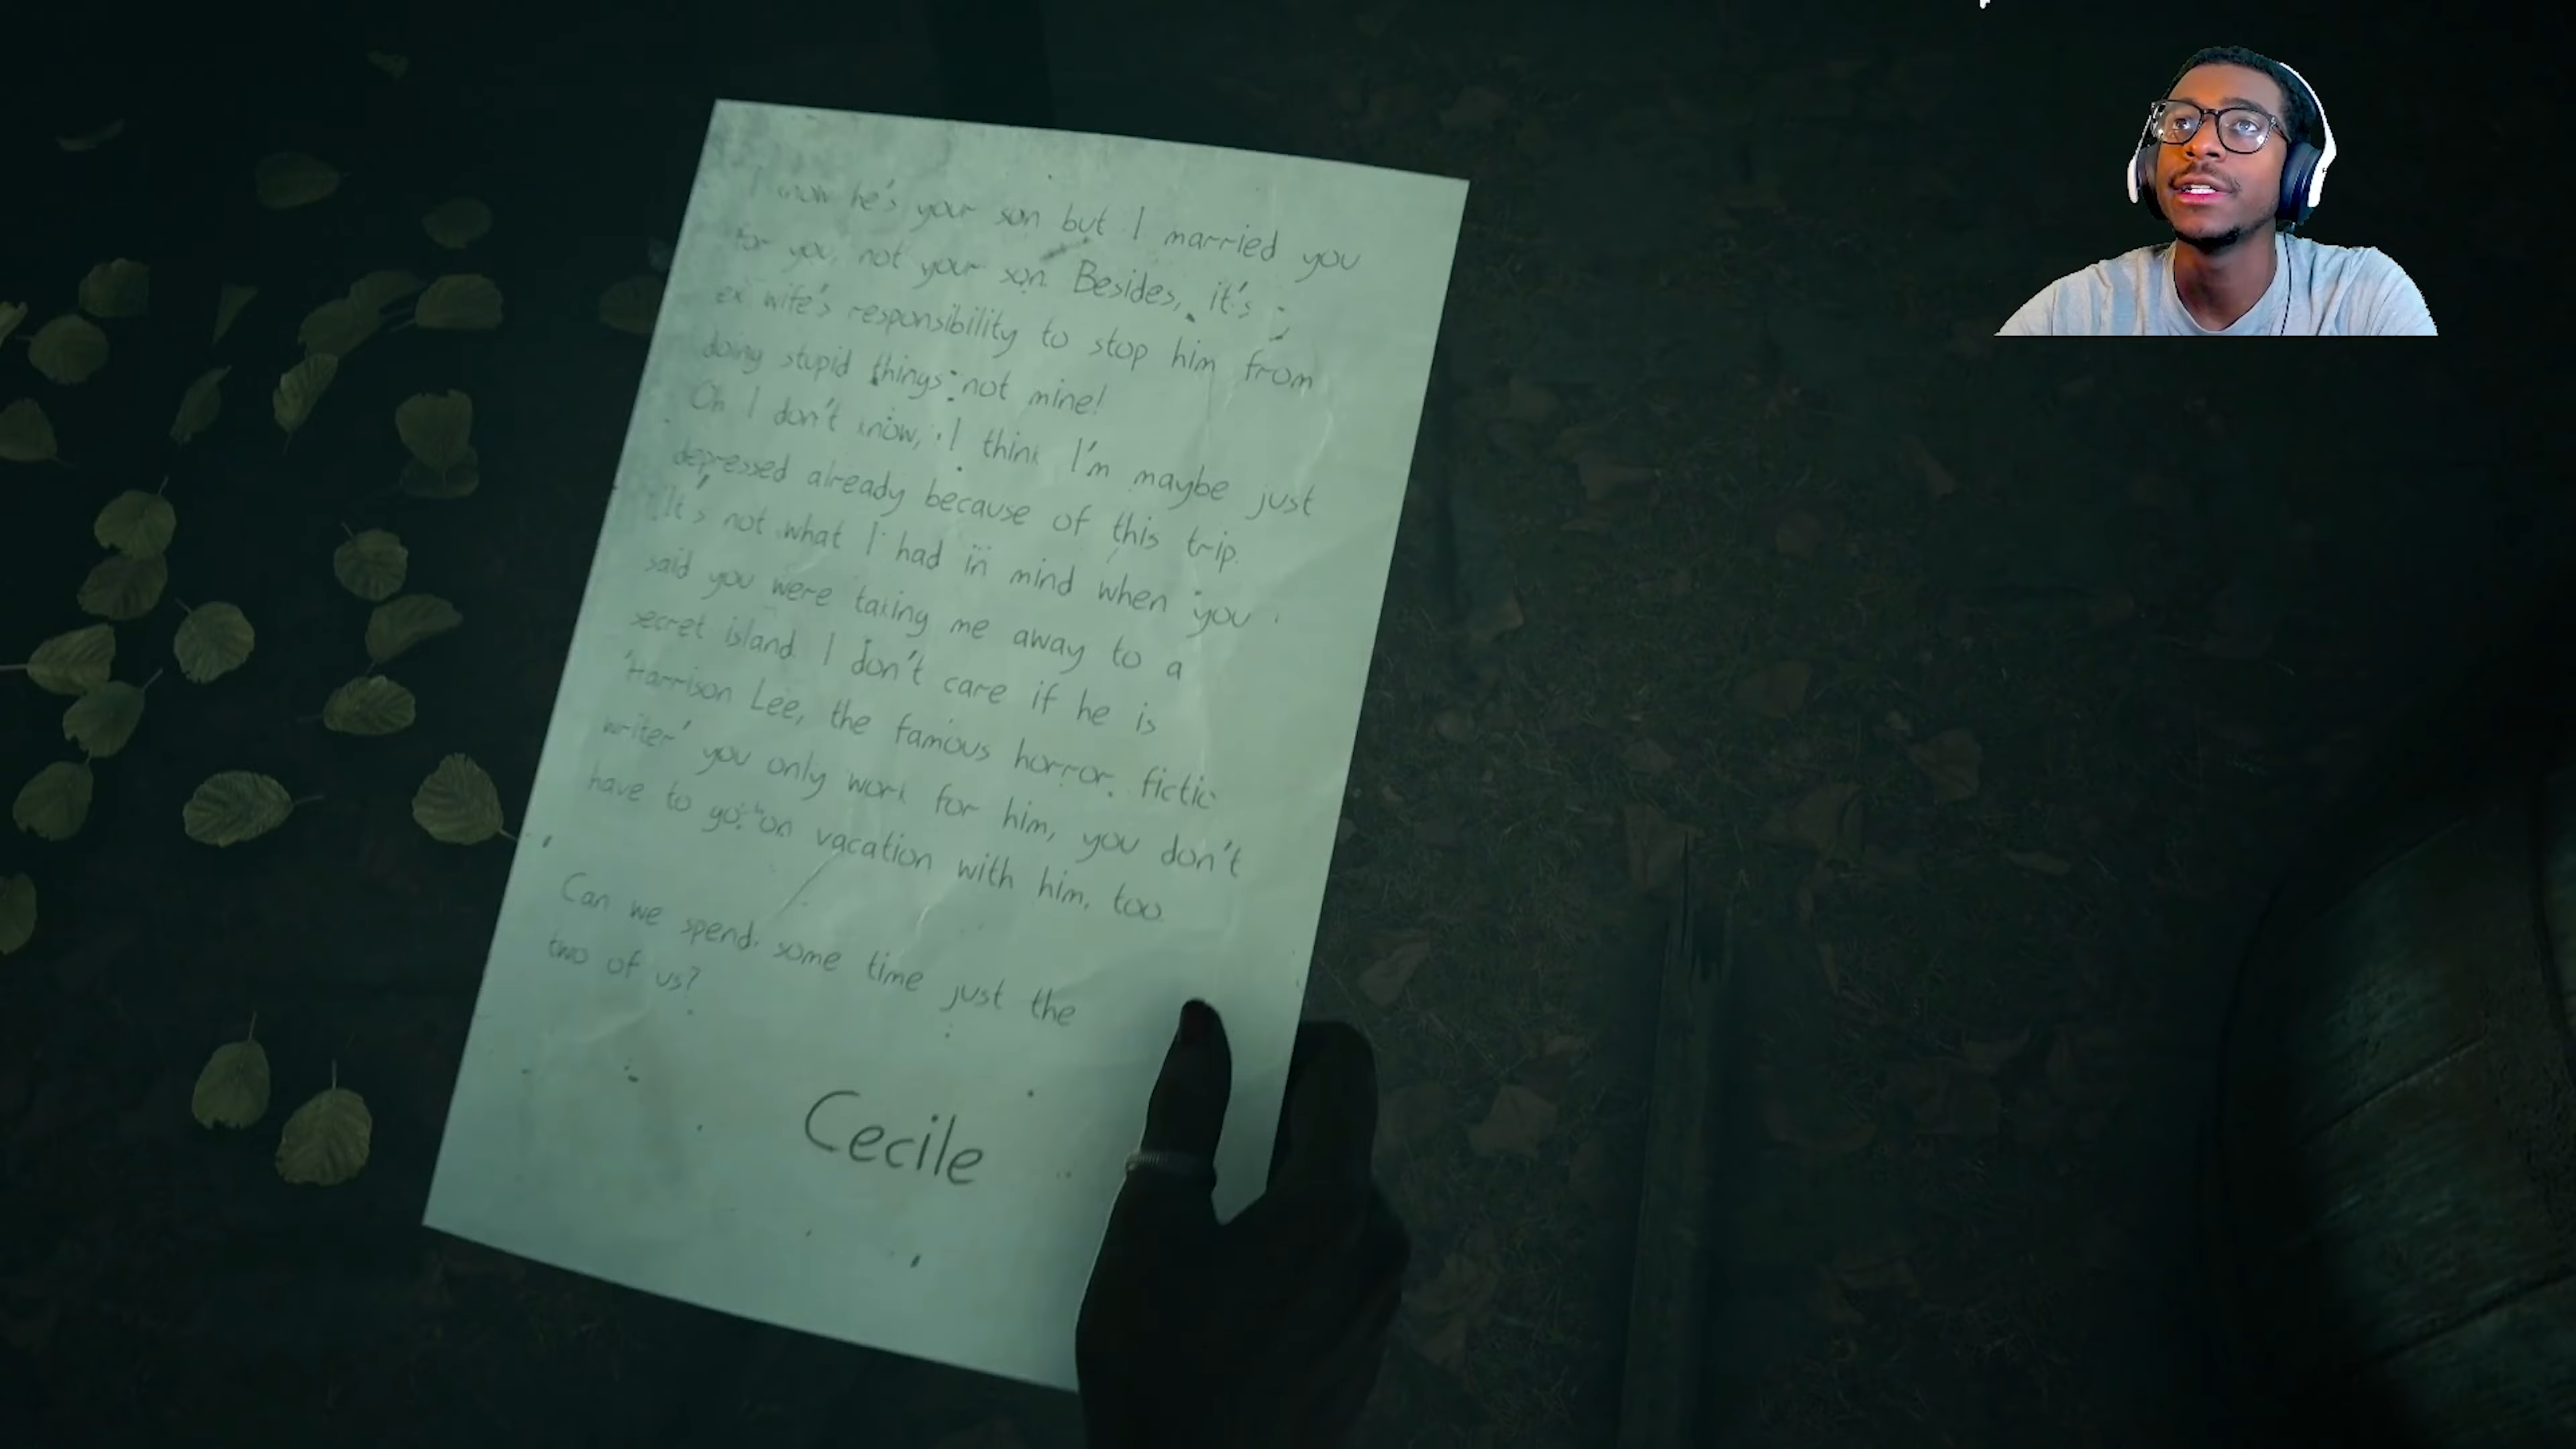 I know he's your son but I married you
for you, not your son. Besides, it's
ex wife's responsibility to stop him from
doing stupid things not mine!
Oh I don't know, I think I'm maybe just
depressed already because of this trip.
It's not what I had in mind when you
said you were taking me away to a
secret island. I don't care if he is
'Harrison Lee, the famous horror
writer' you only work for him, you don't
have to go on vacation with him, too.
Can we spend some time just the
two of us?
Cecile